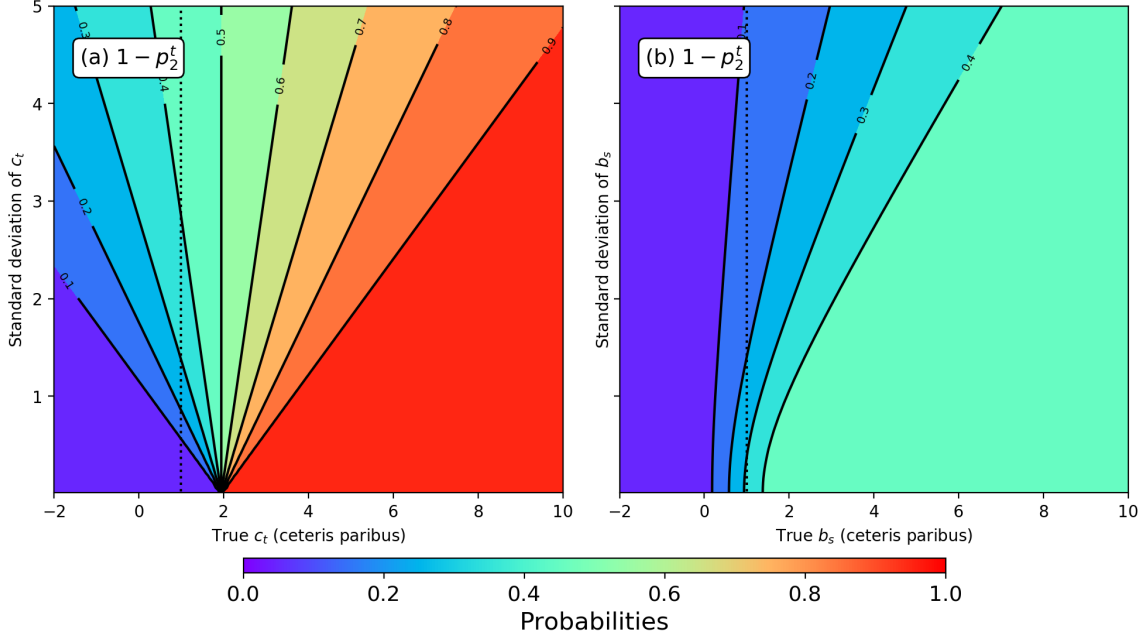 (a) 1 − p₂ᵗ
0.1
0.2
0.3
0.4
0.5
0.6
0.7
0.8
0.9
5
4
3
2
1
Standard deviation of cₜ
−2 0 2 4 6 8 10
True cₜ (ceteris paribus)
(b) 1 − p₂ᵗ
0.1
0.2
0.3
0.4
Standard deviation of bₛ
−2 0 2 4 6 8 10
True bₛ (ceteris paribus)
0.0 0.2 0.4 0.6 0.8 1.0
Probabilities